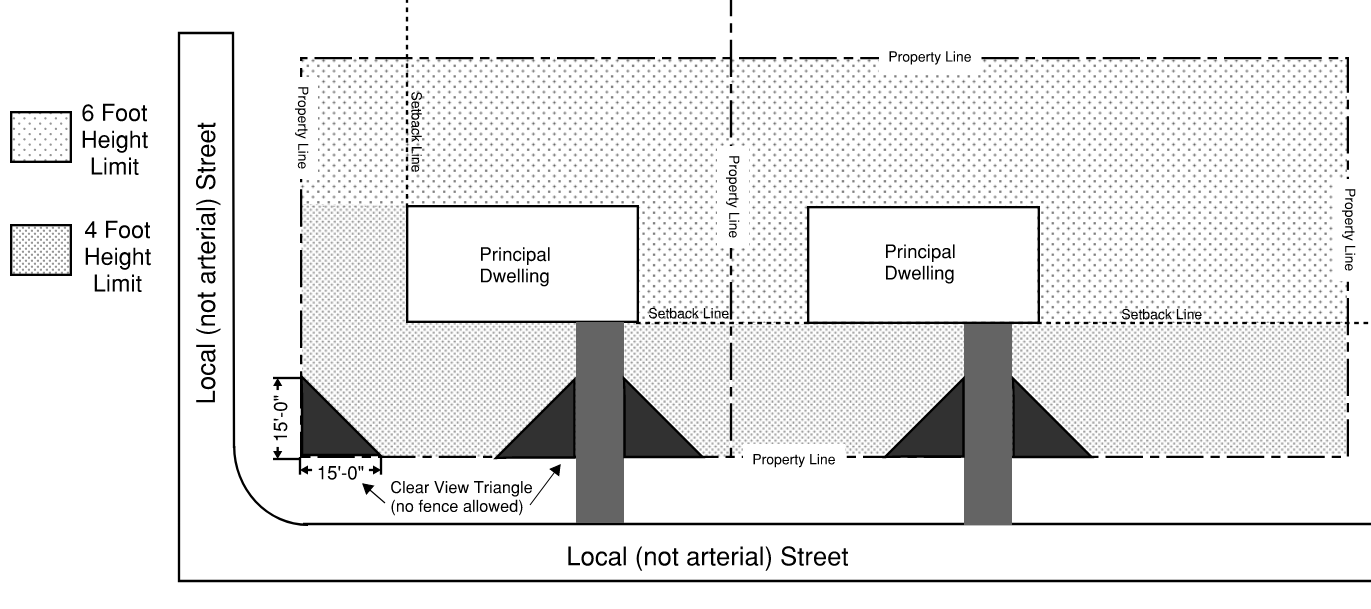 6 Foot
Height
Limit
4 Foot
Height
Limit
Local (not arterial) Street
Property Line
Property Line
Setback Line
Property Line
Property Line
Principal
Dwelling
Principal
Dwelling
Setback Line
Setback Line
15'-0"
15'-0"
Property Line
Clear View Triangle
(no fence allowed)
Local (not arterial) Street